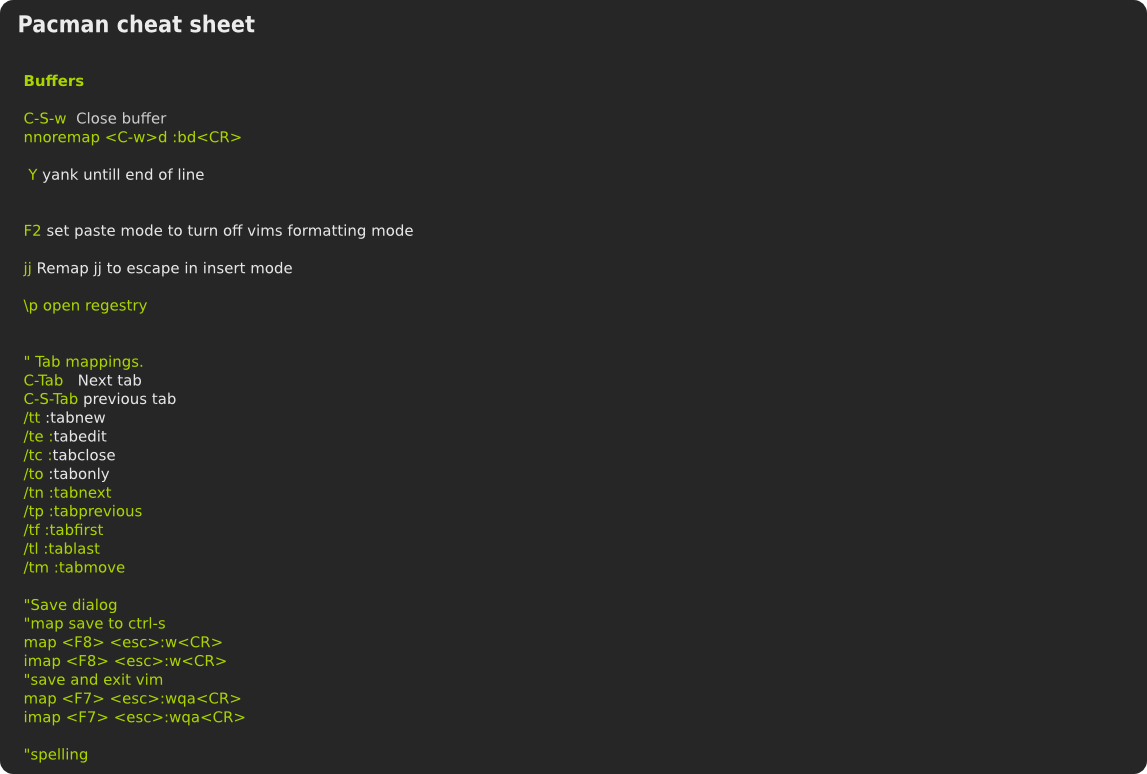 Pacman cheat sheet
Buffers
C-S-w  Close buffer
nnoremap <C-w>d :bd<CR>
Y yank untill end of line
F2 set paste mode to turn off vims formatting mode
jj Remap jj to escape in insert mode
\p open regestry
" Tab mappings.
C-Tab   Next tab
C-S-Tab previous tab
/tt :tabnew
/te :tabedit
/tc :tabclose
/to :tabonly
/tn :tabnext
/tp :tabprevious
/tf :tabfirst
/tl :tablast
/tm :tabmove
"Save dialog
"map save to ctrl-s
map <F8> <esc>:w<CR>
imap <F8> <esc>:w<CR>
"save and exit vim
map <F7> <esc>:wqa<CR>
imap <F7> <esc>:wqa<CR>
"spelling